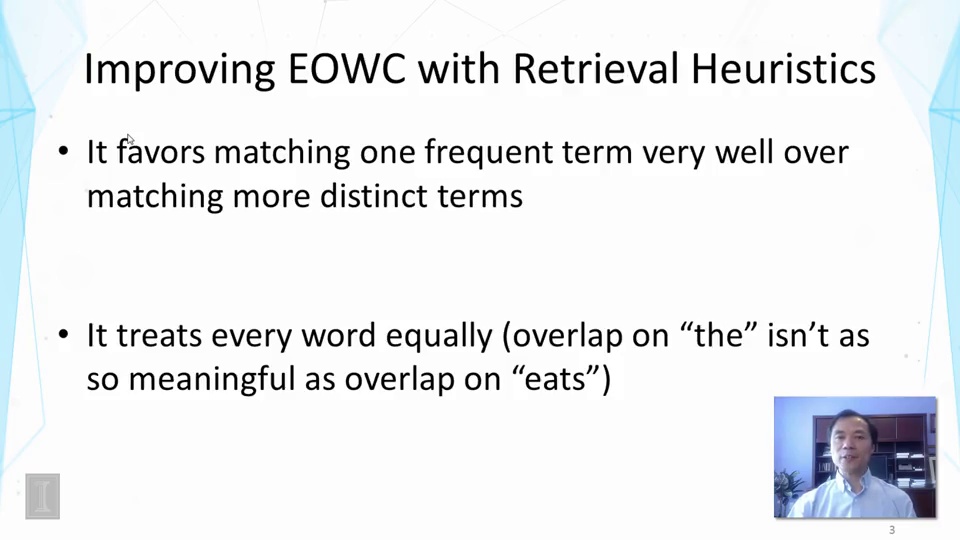 Improving EOWC with Retrieval Heuristics
• It favors matching one frequent term very well over
matching more distinct terms
• It treats every word equally (overlap on “the” isn’t as
so meaningful as overlap on “eats”)
I
3